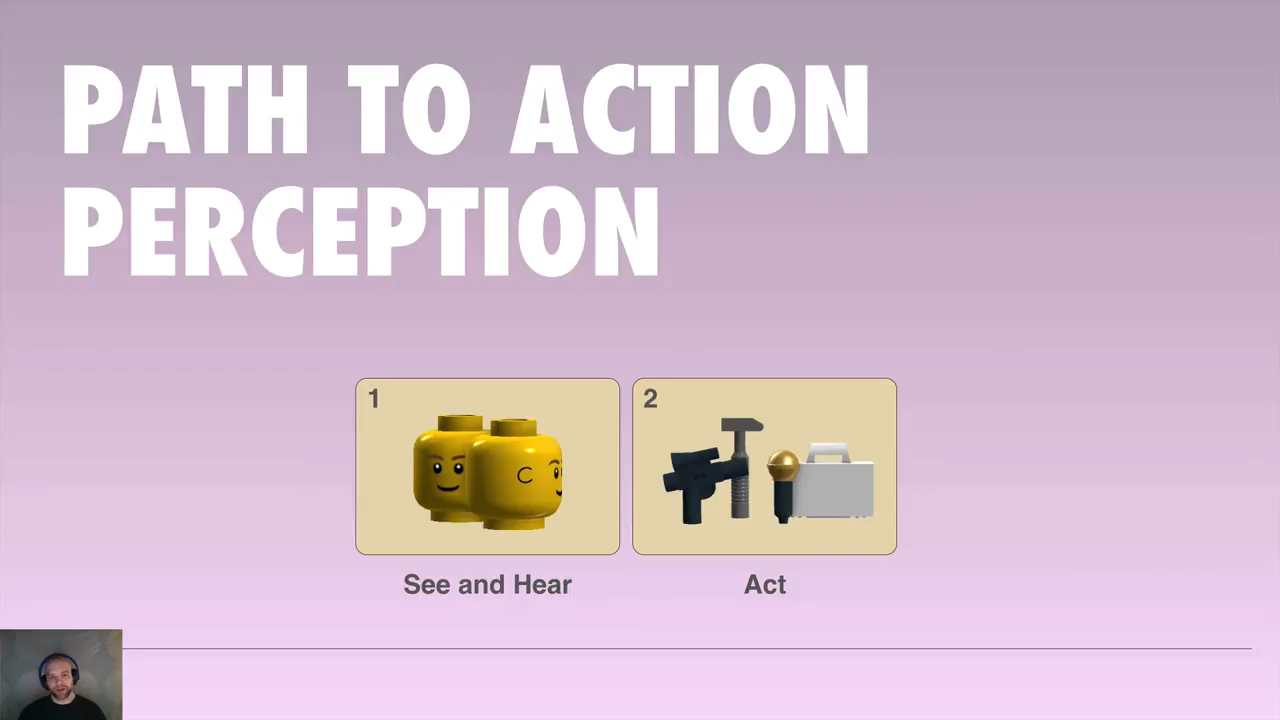 PATH TO ACTION
PERCEPTION
1
2
See and Hear
Act